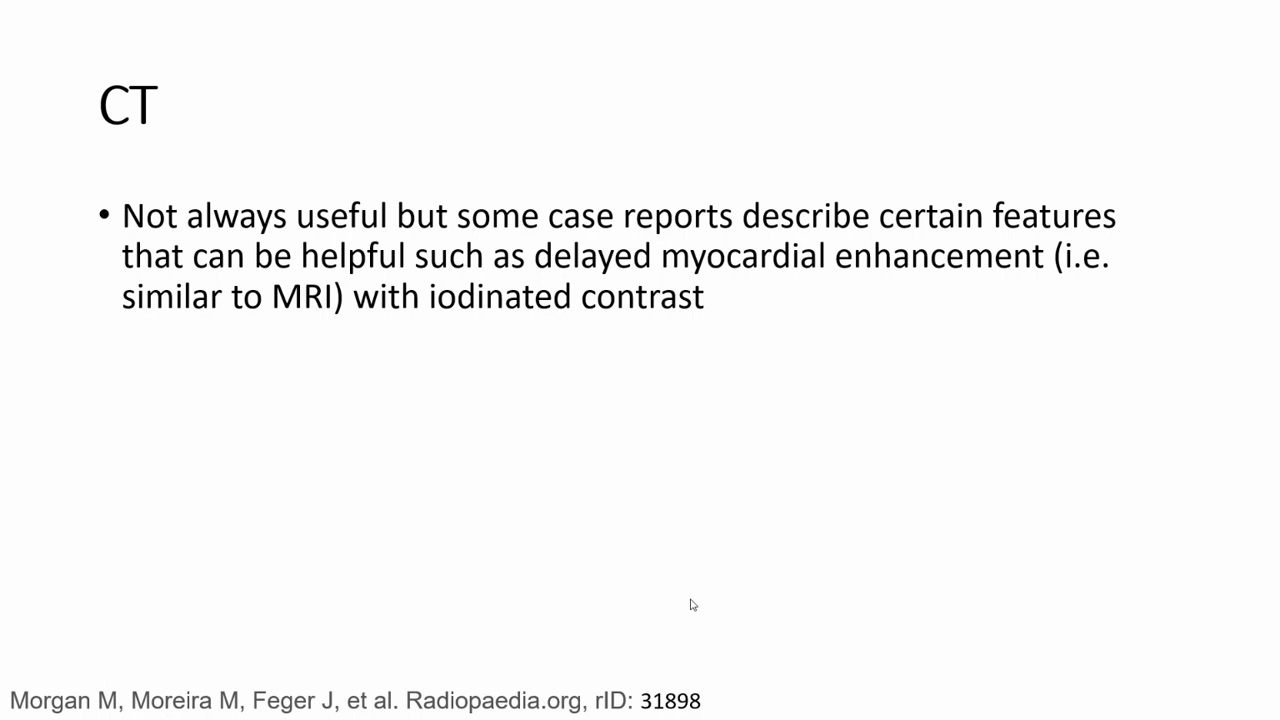 CT
• Not always useful but some case reports describe certain features
that can be helpful such as delayed myocardial enhancement (i.e.
similar to MRI) with iodinated contrast
Morgan M, Moreira M, Feger J, et al. Radiopaedia.org, rID: 31898